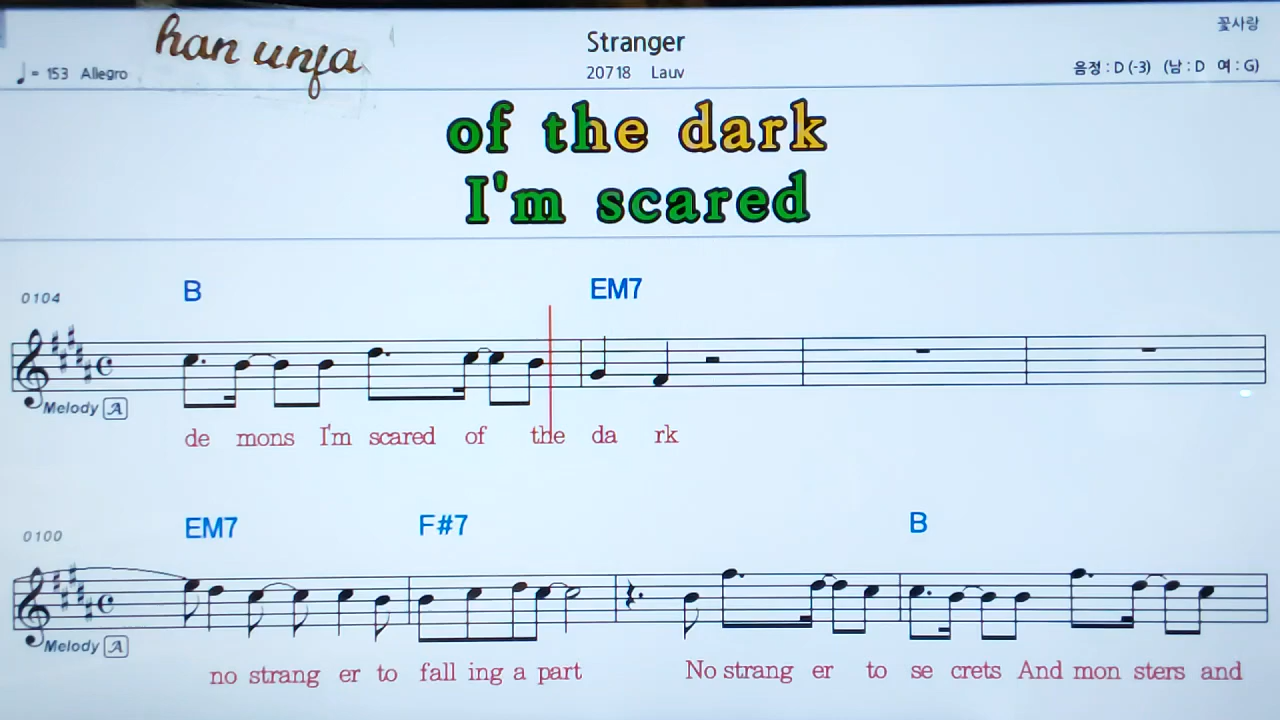 han unfa
♩= 153 Allegro
Stranger
20718 Lauv
꽃사랑
음정 : D (-3) (남 : D 여 : G)
of the dark
I'm scared
0104
B
EM7
Melody A
de mons I'm scared of the da rk
0100
EM7
F#7
B
Melody A
no strang er to fall ing a part No strang er to se crets And mon sters and